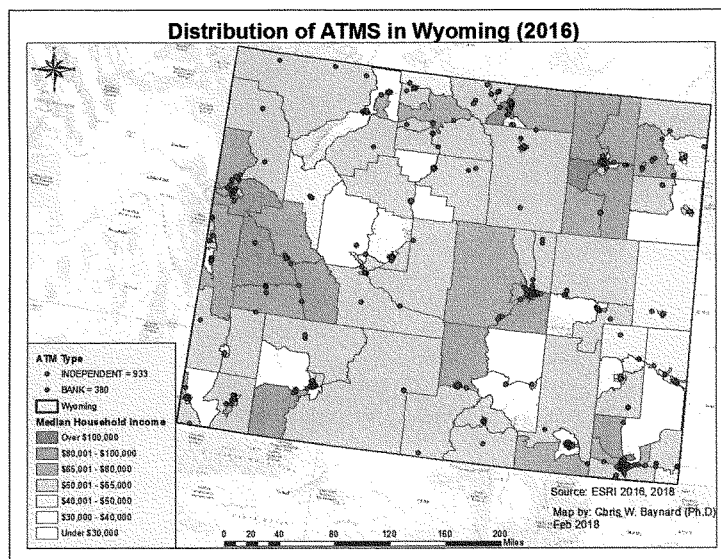 Distribution of ATMS in Wyoming (2016)
ATM Type
INDEPENDENT = 933
BANK = 380
Wyoming
Median Household Income
Over $100,000
$80,001 - $100,000
$65,001 - $80,000
$50,001 - $65,000
$40,001 - $50,000
$30,000 - $40,000
Under $30,000
Source: ESRI 2016, 2018
Map by: Chris W. Baynard (Ph.D)
Feb 2018
0 20 40 80 120 160 200
Miles